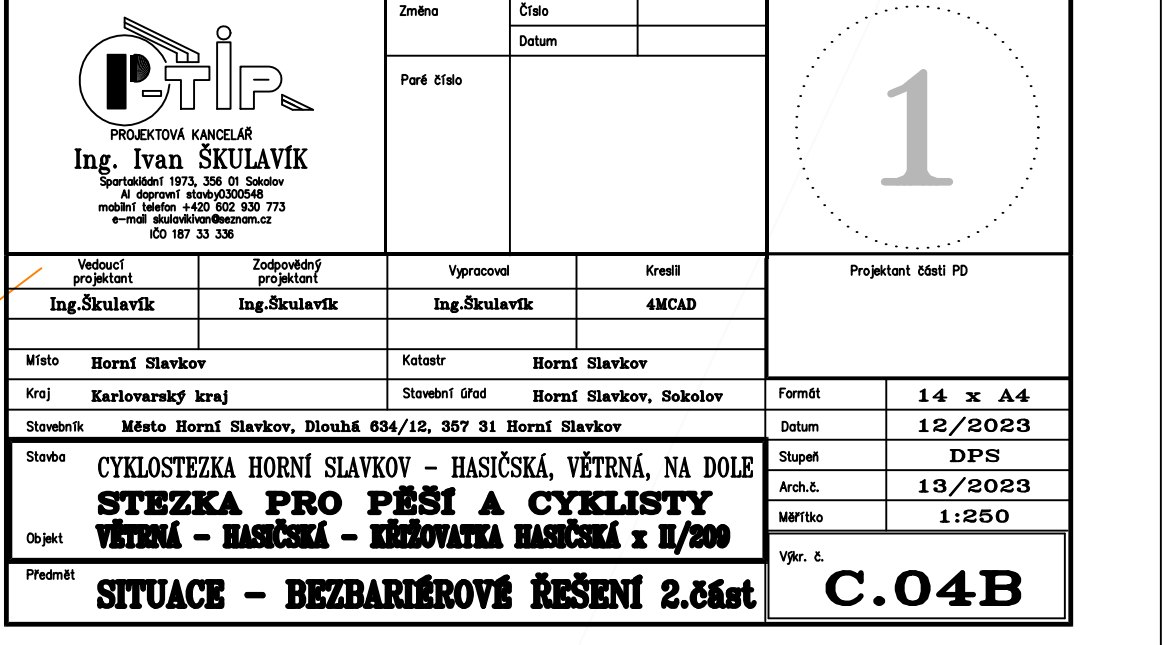 Změna
Číslo
Datum
Paré číslo
1
P-TIP
PROJEKTOVÁ KANCELÁŘ
Ing. Ivan ŠKULAVÍK
Spartakiádní 1973, 356 01 Sokolov
AI dopravní stavby0300548
mobilní telefon +420 602 930 773
e-mail skulavikivan@seznam.cz
IČO 187 33 336
Vedoucí projektant
Zodpovědný projektant
Vypracoval
Kreslil
Projektant části PD
Ing.Škulavík
Ing.Škulavík
Ing.Škulavík
4MCAD
Místo Horní Slavkov
Katastr Horní Slavkov
Kraj Karlovarský kraj
Stavební úřad Horní Slavkov, Sokolov
Stavebník Město Horní Slavkov, Dlouhá 634/12, 357 31 Horní Slavkov
Formát 14 x A4
Datum 12/2023
Stupeň DPS
Arch.č. 13/2023
Měřítko 1:250
Stavba CYKLOSTEZKA HORNÍ SLAVKOV - HASIČSKÁ, VĚTRNÁ, NA DOLE
STEZKA PRO PĚŠÍ A CYKLISTY
Objekt VĚTRNÁ - HASIČSKÁ - KŘIŽOVATKA HASIČSKÁ x II/209
Předmět SITUACE - BEZBARIÉROVÉ ŘEŠENÍ 2.část
Výkr. č.
C.04B